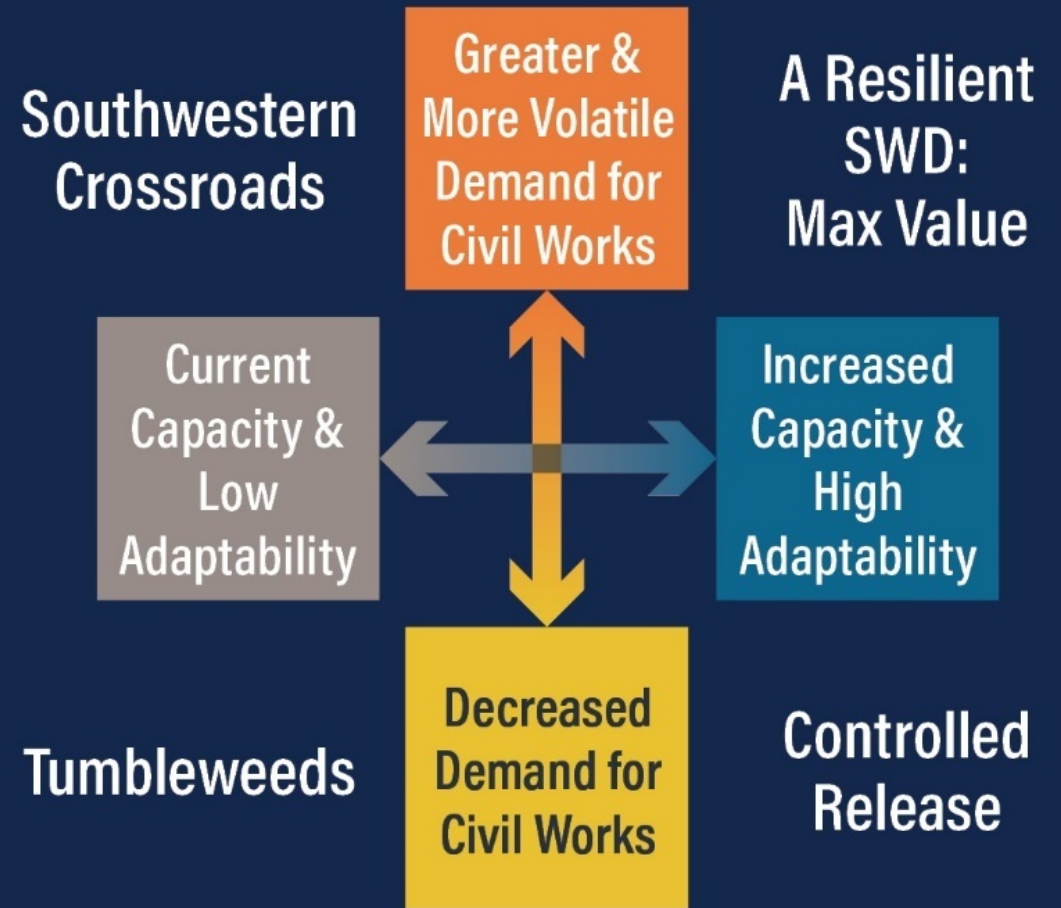 Southwestern
Crossroads
Greater &
More Volatile
Demand for
Civil Works
A Resilient
SWD:
Max Value
Current
Capacity &
Low
Adaptability
Increased
Capacity &
High
Adaptability
Tumbleweeds
Decreased
Demand for
Civil Works
Controlled
Release